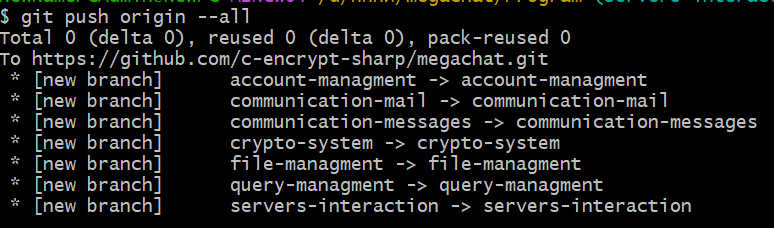 $ git push origin --all
Total 0 (delta 0), reused 0 (delta 0), pack-reused 0
To https://github.com/c-encrypt-sharp/megachat.git
 * [new branch]      account-managment -> account-managment
 * [new branch]      communication-mail -> communication-mail
 * [new branch]      communication-messages -> communication-messages
 * [new branch]      crypto-system -> crypto-system
 * [new branch]      file-managment -> file-managment
 * [new branch]      query-managment -> query-managment
 * [new branch]      servers-interaction -> servers-interaction